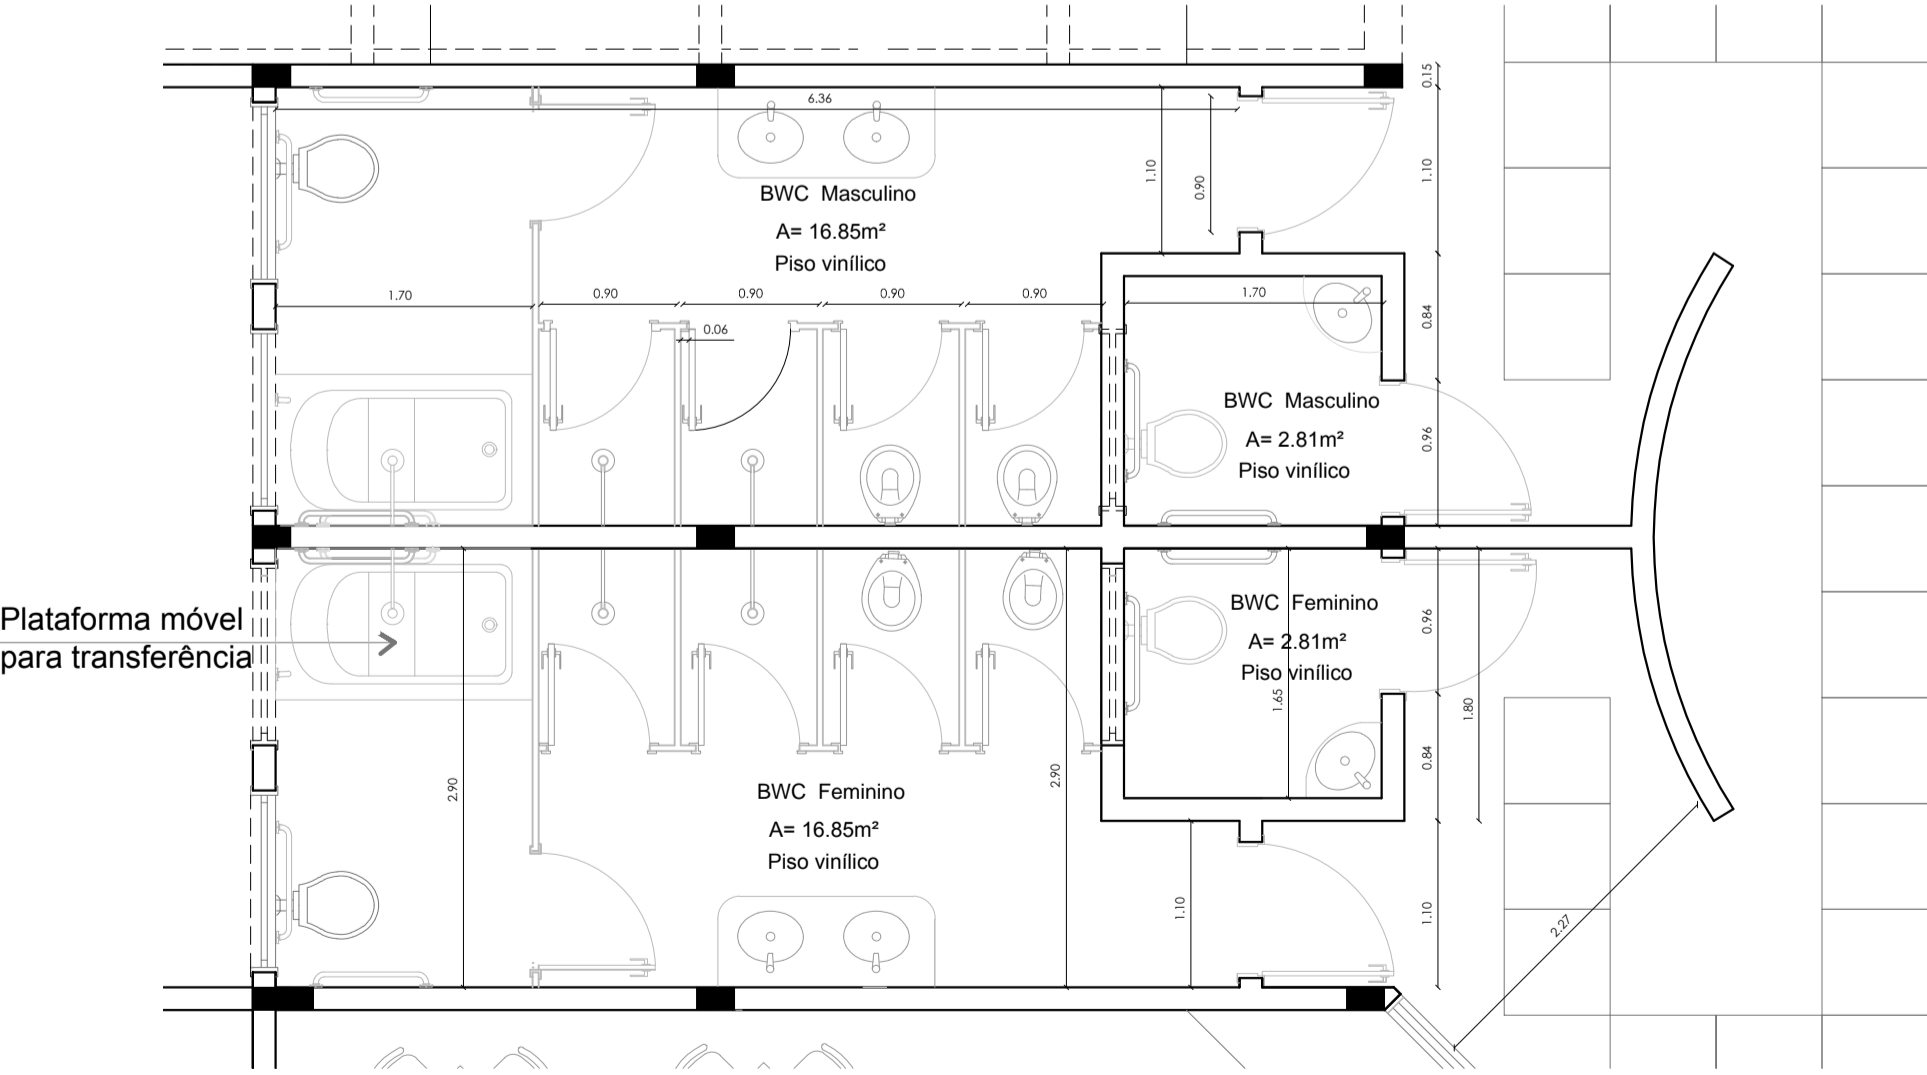 0.15
6.36
1.10
0.90
1.10
BWC Masculino
A= 16.85m²
Piso vinílico
1.70
0.90
0.90
0.90
0.90
1.70
0.84
0.06
BWC Masculino
A= 2.81m²
Piso vinílico
0.96
Plataforma móvel
para transferência
BWC Feminino
A= 2.81m²
Piso vinílico
0.96
1.65
1.80
0.84
2.90
2.90
BWC Feminino
A= 16.85m²
Piso vinílico
1.10
1.10
2.27